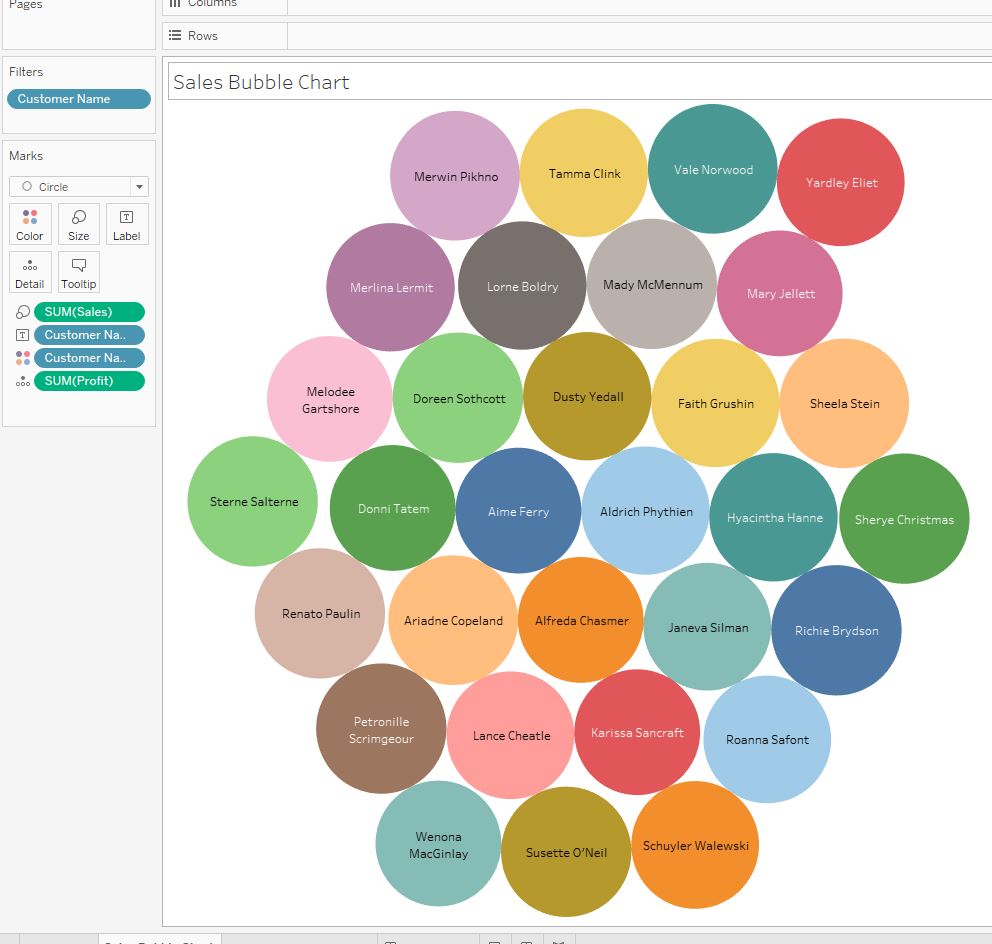 Pages
Columns
Rows
Filters
Customer Name
Marks
Circle
Color
Size
Label
Detail
Tooltip
SUM(Sales)
Customer Na..
Customer Na..
SUM(Profit)
Sales Bubble Chart
Merwin Pikhno
Tamma Clink
Vale Norwood
Yardley Eliet
Merlina Lermit
Lorne Boldry
Mady McMennum
Mary Jellett
Melodee
Gartshore
Doreen Sothcott
Dusty Yedall
Faith Grushin
Sheela Stein
Sterne Salterne
Donni Tatem
Aime Ferry
Aldrich Phythien
Hyacintha Hanne
Sherye Christmas
Renato Paulin
Ariadne Copeland
Alfreda Chasmer
Janeva Silman
Richie Brydson
Petronille
Scrimgeour
Lance Cheatle
Karissa Sancraft
Roanna Safont
Wenona
MacGinlay
Susette O’Neil
Schuyler Walewski
Sales Bubble Chart